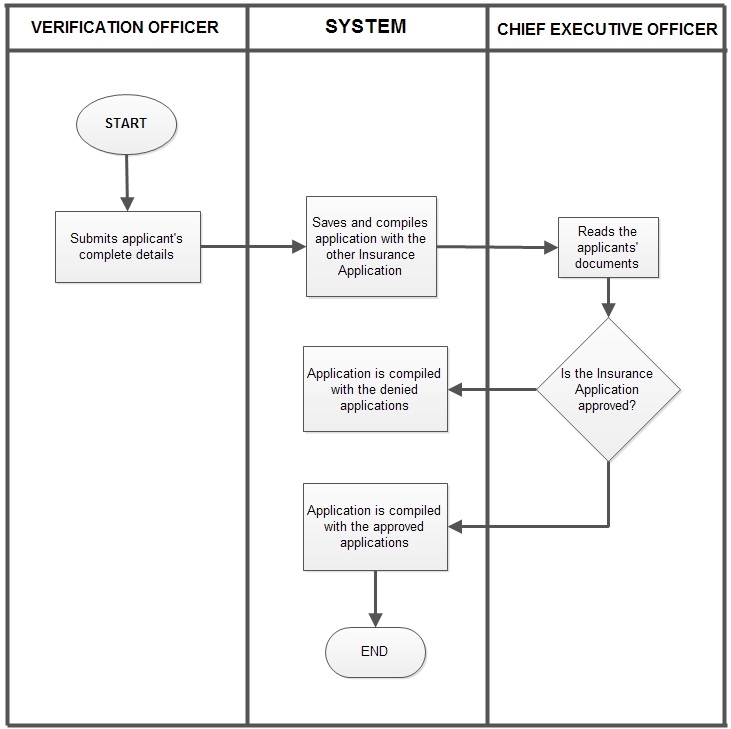 VERIFICATION OFFICER
SYSTEM
CHIEF EXECUTIVE OFFICER
START
Submits applicant's
complete details
Saves and compiles
application with the
other Insurance
Application
Reads the
applicants'
documents
Is the Insurance
Application
approved?
Application is compiled
with the denied
applications
Application is compiled
with the approved
applications
END